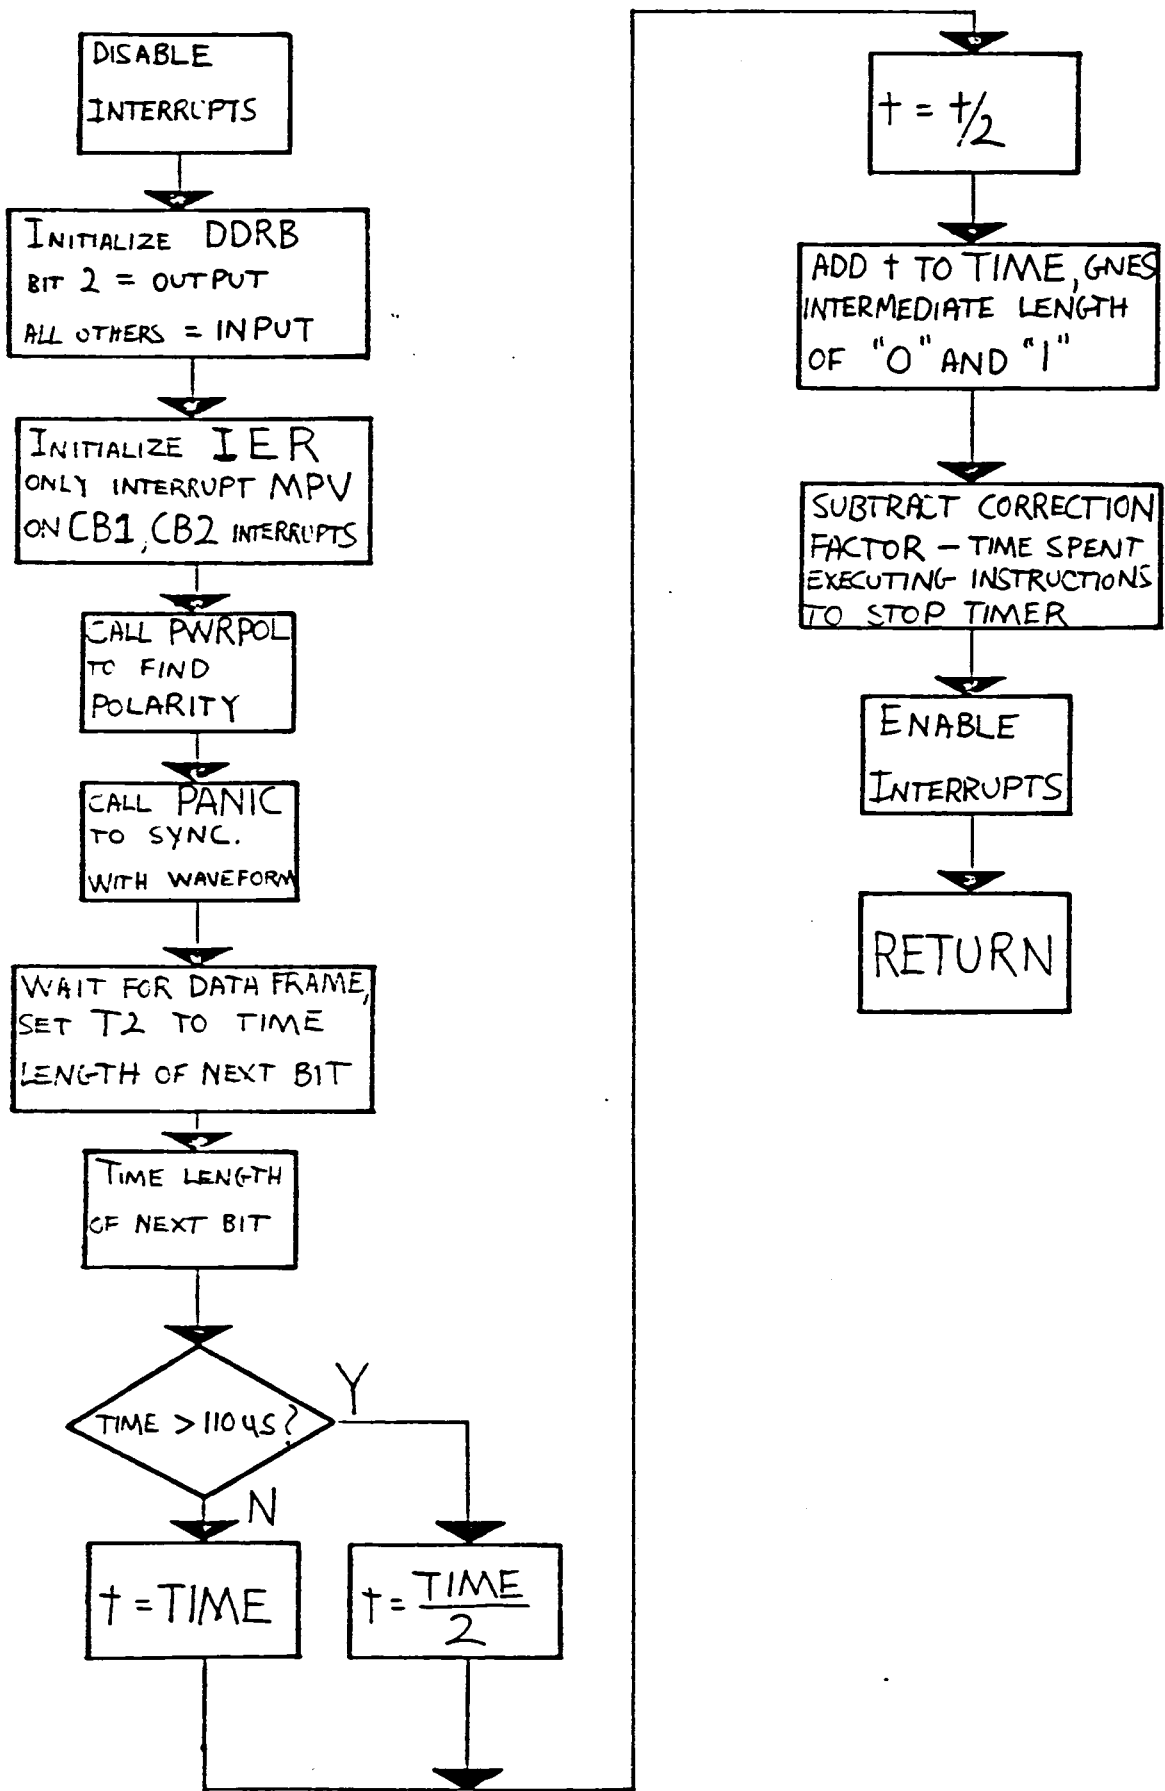 DISABLE
INTERRUPTS
INITIALIZE DDRB
BIT 2 = OUTPUT
ALL OTHERS = INPUT
INITIALIZE IER
ONLY INTERRUPT MPV
ON CB1, CB2 INTERRUPTS
CALL PWRPOL
TO FIND
POLARITY
CALL PANIC
TO SYNC.
WITH WAVEFORM
WAIT FOR DATA FRAME,
SET T2 TO TIME
LENGTH OF NEXT BIT
TIME LENGTH
OF NEXT BIT
TIME > 110 us?
Y
N
t = TIME
t = TIME
2
t = t/2
ADD t TO TIME, GIVES
INTERMEDIATE LENGTH
OF "0" AND "1"
SUBTRACT CORRECTION
FACTOR - TIME SPENT
EXECUTING INSTRUCTIONS
TO STOP TIMER
ENABLE
INTERRUPTS
RETURN